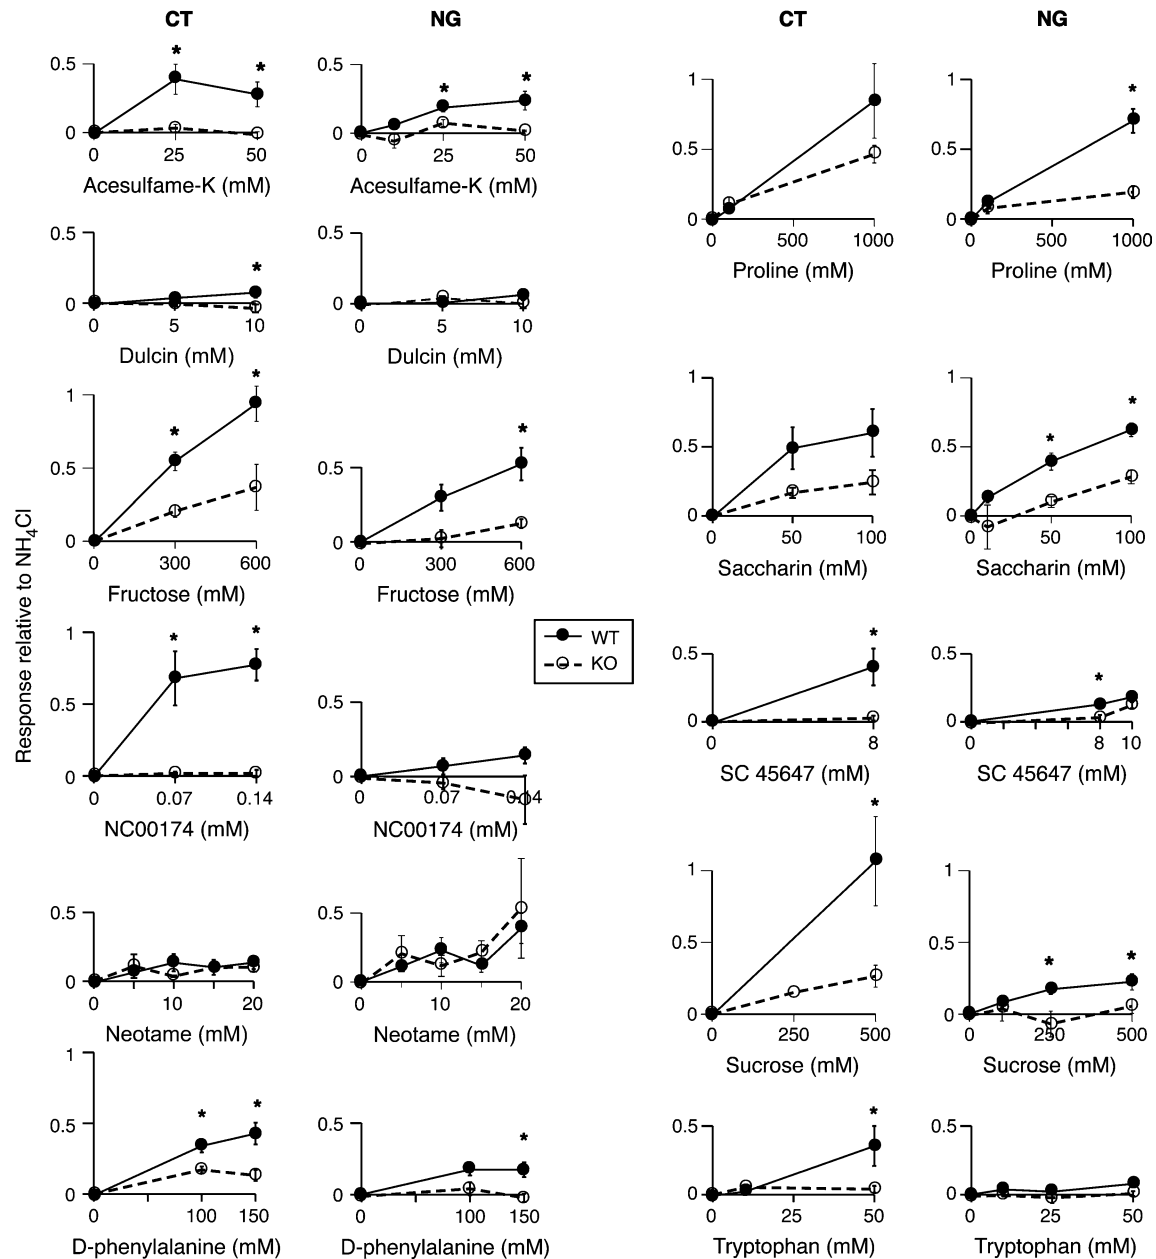 CT NG CT NG
Response relative to NH4Cl
0.5
0
* *
0 25 50
Acesulfame-K (mM)
0.5
0
* *
0 25 50
Acesulfame-K (mM)
1
0.5
0
0 500 1000
Proline (mM)
1
0.5
0
*
0 500 1000
Proline (mM)
0.5
0
*
0 5 10
Dulcin (mM)
0.5
0
0 5 10
Dulcin (mM)
1
0.5
0
* *
0 300 600
Fructose (mM)
0.5
0
*
0 300 600
Fructose (mM)
1
0.5
0
0 50 100
Saccharin (mM)
1
0.5
0
* *
0 50 100
Saccharin (mM)
WT
KO
1
0.5
0
* *
0 0.07 0.14
NC00174 (mM)
0.5
0
0 0.07 0.14
NC00174 (mM)
0.5
0
*
0 8
SC 45647 (mM)
0.5
0
*
0 8 10
SC 45647 (mM)
0.5
0
0 10 20
Neotame (mM)
0.5
0
0 10 20
Neotame (mM)
1
0.5
0
*
0 250 500
Sucrose (mM)
1
0.5
0
* *
0 250 500
Sucrose (mM)
1
0.5
0
* *
0 100 150
D-phenylalanine (mM)
0.5
0
*
0 100 150
D-phenylalanine (mM)
0.5
0
*
0 25 50
Tryptophan (mM)
0.5
0
0 25 50
Tryptophan (mM)